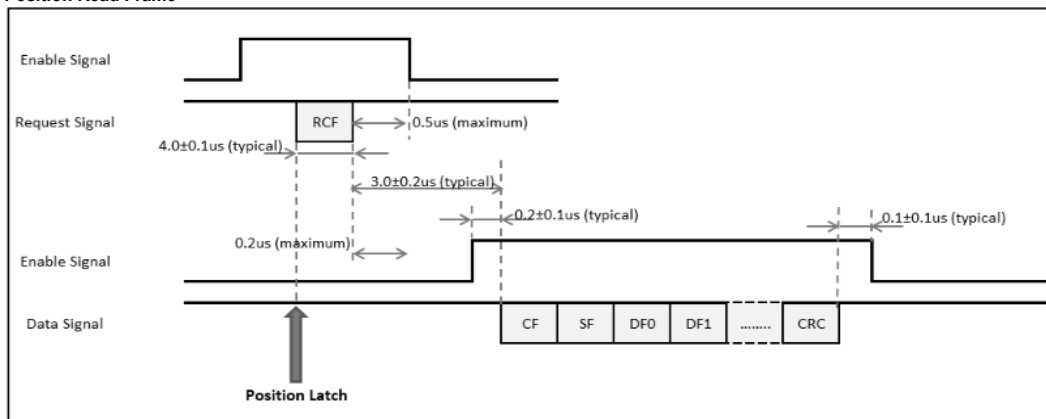 Position Read Frame
Enable Signal
Request Signal
RCF
0.5us (maximum)
4.0±0.1us (typical)
3.0±0.2us (typical)
0.2±0.1us (typical)
0.1±0.1us (typical)
0.2us (maximum)
Enable Signal
Data Signal
CF SF DF0 DF1 ........ CRC
Position Latch